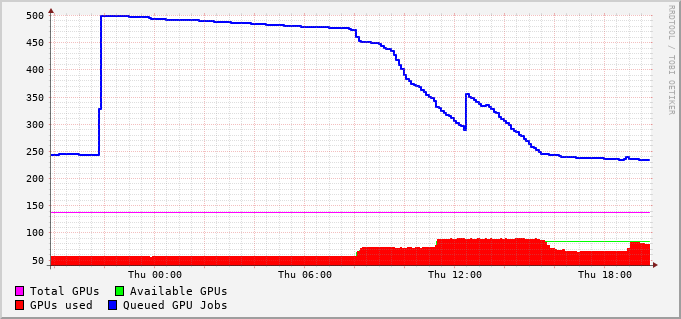 500
450
400
350
300
250
200
150
100
50
Thu 00:00 Thu 06:00 Thu 12:00 Thu 18:00
Total GPUs Available GPUs
GPUs used Queued GPU Jobs
RRDTOOL / TOBI OETIKER